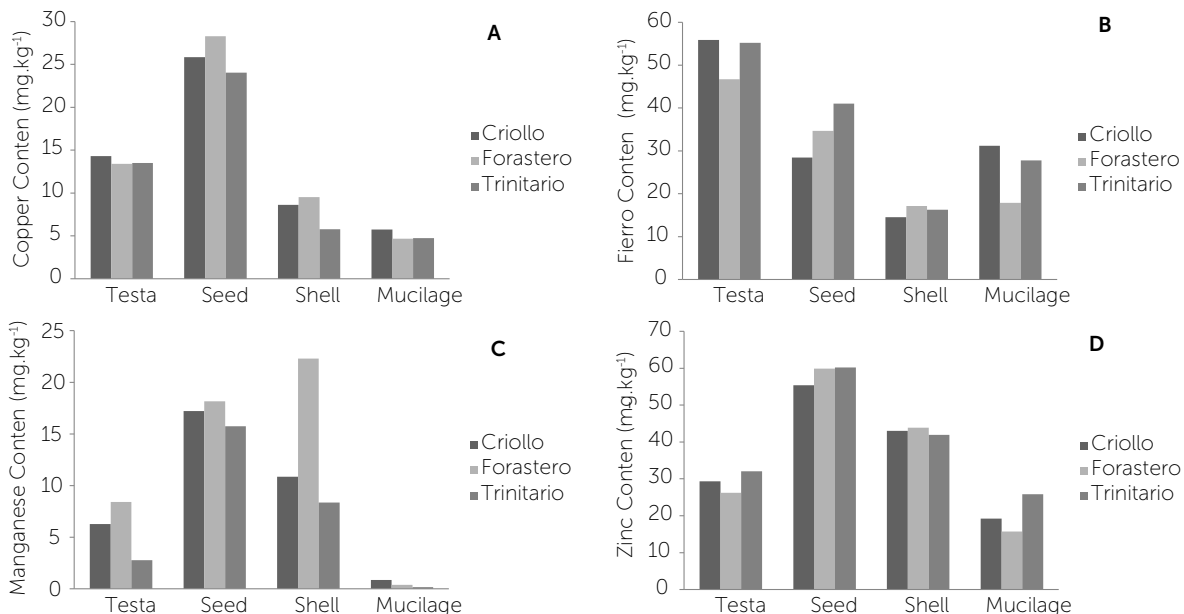 A
Copper Conten (mg.kg-1)
30
25
20
15
10
5
0
Testa Seed Shell Mucilage
Criollo
Forastero
Trinitario
B
Fierro Conten (mg.kg-1)
60
50
40
30
20
10
0
Testa Seed Shell Mucilage
Criollo
Forastero
Trinitario
C
Manganese Conten (mg.kg-1)
25
20
15
10
5
0
Testa Seed Shell Mucilage
Criollo
Forastero
Trinitario
D
Zinc Conten (mg.kg-1)
70
60
50
40
30
20
10
0
Testa Seed Shell Mucilage
Criollo
Forastero
Trinitario